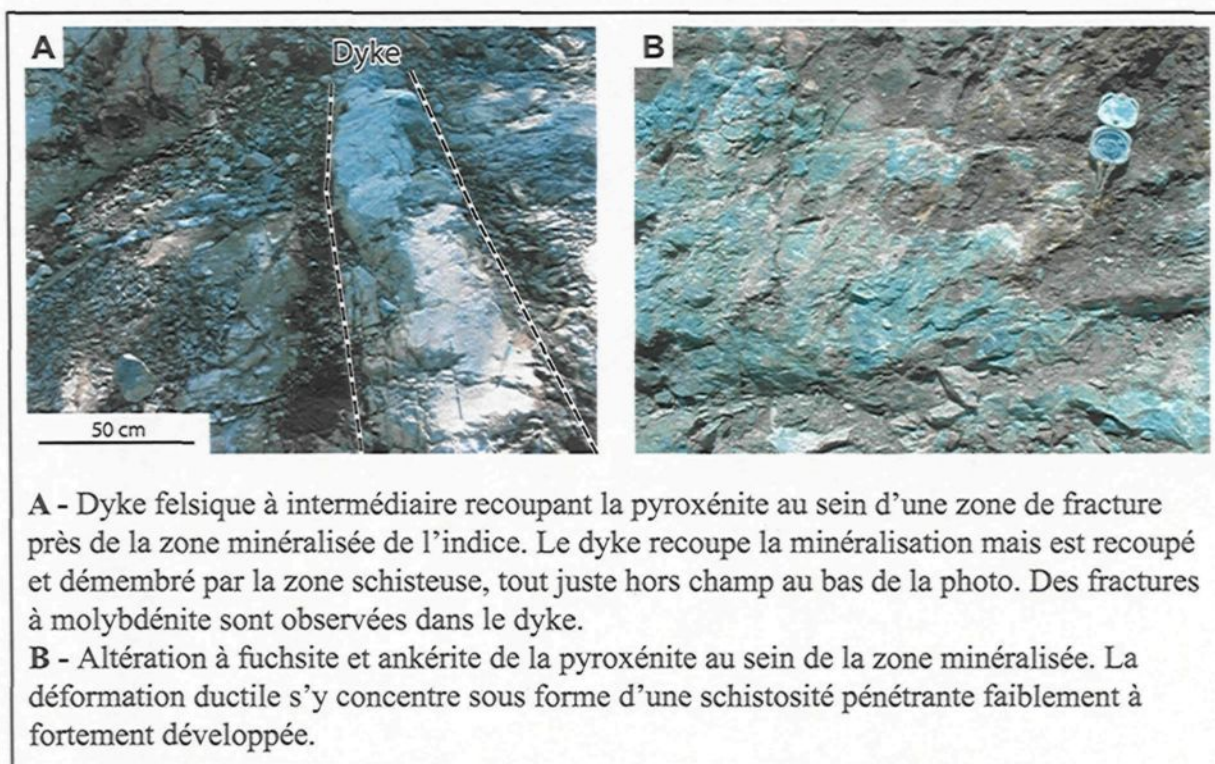 A
Dyke
50 cm
B
A - Dyke felsique à intermédiaire recoupant la pyroxénite au sein d'une zone de fracture
près de la zone minéralisée de l'indice. Le dyke recoupe la minéralisation mais est recoupé
et démembré par la zone schisteuse, tout juste hors champ au bas de la photo. Des fractures
à molybdénite sont observées dans le dyke.
B - Altération à fuchsite et ankérite de la pyroxénite au sein de la zone minéralisée. La
déformation ductile s'y concentre sous forme d'une schistosité pénétrante faiblement à
fortement développée.